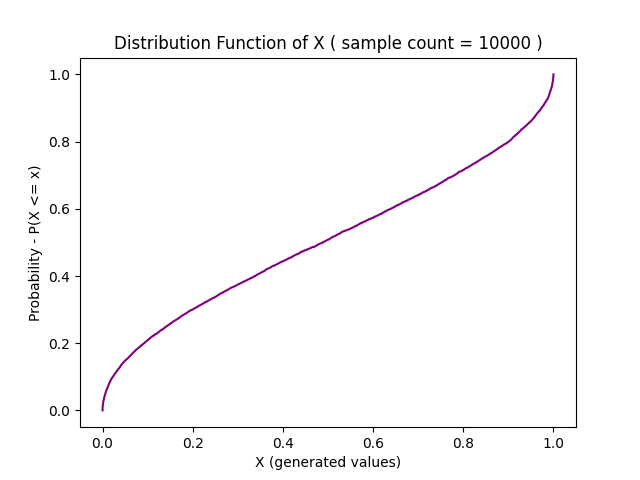 Distribution Function of X ( sample count = 10000 )
1.0
0.8
0.6
0.4
0.2
0.0
Probability - P(X <= x)
0.0 0.2 0.4 0.6 0.8 1.0
X (generated values)